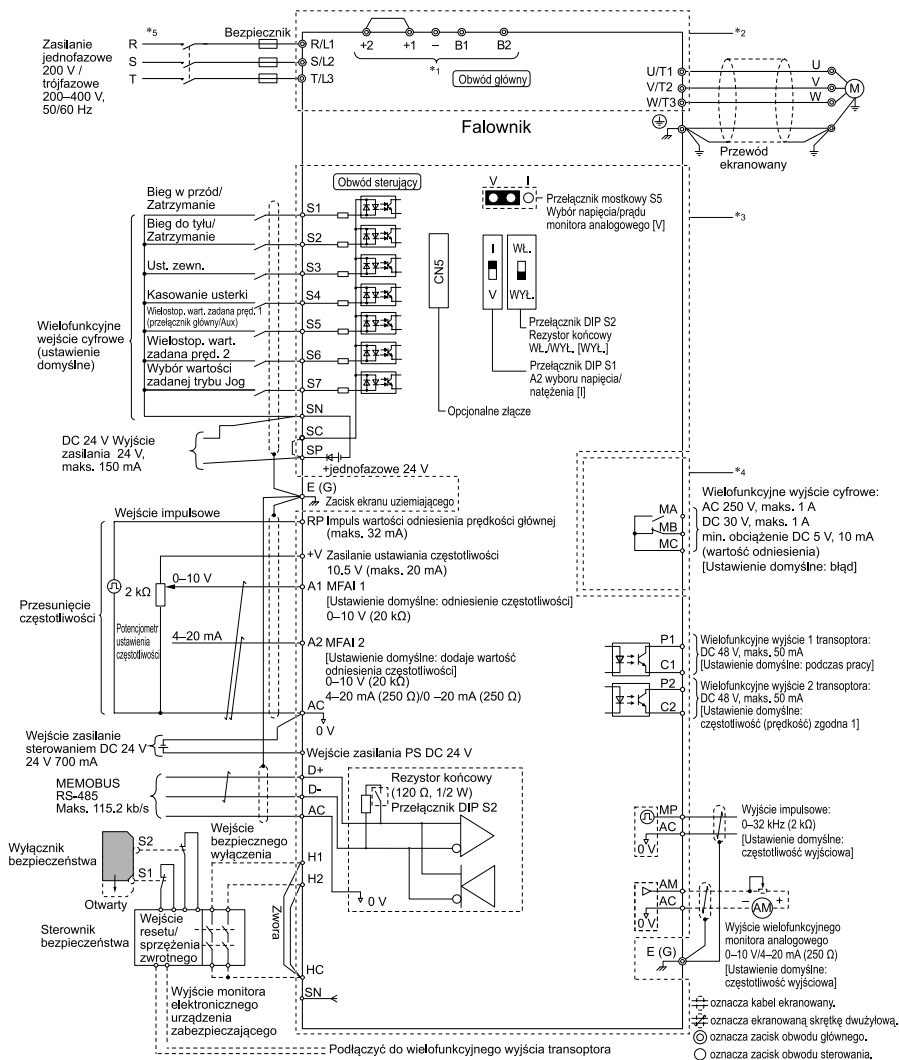 *5
Bezpiecznik
Zasilanie
jednofazowe
200 V /
trójfazowe
200–400 V,
50/60 Hz
R
S
T
R/L1
S/L2
T/L3
+2
+1
–
B1
B2
*1
Obwód główny
*2
U/T1
V/T2
W/T3
U
V
W
M
Falownik
Przewód
ekranowany
Bieg w przód/
Zatrzymanie
Bieg do tyłu/
Zatrzymanie
Ust. zewn.
Kasowanie usterki
Wielostop. wart. zadana pręd. 1
(przełącznik główny/Aux)
Wielostop. wart.
zadana pręd. 2
Wybór wartości
zadanej trybu Jog
Wielofunkcyjne
wejście cyfrowe
(ustawienie
domyślne)
Obwód sterujący
S1
S2
S3
S4
S5
S6
S7
SN
SC
SP
+jednofazowe 24 V
DC 24 V Wyjście
zasilania 24 V,
maks. 150 mA
CN5
Opcjonalne złącze
V I
Przełącznik mostkowy S5
Wybór napięcia/prądu
monitora analogowego [V]
*3
I
V
WŁ.
WYŁ.
Przełącznik DIP S2
Rezystor końcowy
WŁ./WYŁ. [WYŁ.]
Przełącznik DIP S1
A2 wyboru napięcia/
natężenia [I]
E (G)
Zacisk ekranu uziemiającego
Wejście impulsowe
RP Impuls wartości odniesienia prędkości głównej
(maks. 32 mA)
+V Zasilanie ustawiania częstotliwości
10.5 V (maks. 20 mA)
0–10 V
2 kΩ
A1 MFAI 1
[Ustawienie domyślne: odniesienie częstotliwości]
0–10 V (20 kΩ)
Przesunięcie
częstotliwości
Potencjometr
ustawienia
częstotliwości
4–20 mA
A2 MFAI 2
[Ustawienie domyślne: dodaje wartość
odniesienia częstotliwości]
0–10 V (20 kΩ)
4–20 mA (250 Ω)/0 –20 mA (250 Ω)
AC
0 V
*4
MA
MB
MC
Wielofunkcyjne wyjście cyfrowe:
AC 250 V, maks. 1 A
DC 30 V, maks. 1 A
min. obciążenie DC 5 V, 10 mA
(wartość odniesienia)
[Ustawienie domyślne: błąd]
P1
C1
Wielofunkcyjne wyjście 1 transoptora:
DC 48 V, maks. 50 mA
[Ustawienie domyślne: podczas pracy]
P2
C2
Wielofunkcyjne wyjście 2 transoptora:
DC 48 V, maks. 50 mA
[Ustawienie domyślne:
częstotliwość (prędkość) zgodna 1]
Wejście zasilanie
sterowaniem DC 24 V
24 V 700 mA
Wejście zasilania PS DC 24 V
MEMOBUS
RS-485
Maks. 115.2 kb/s
D+
D-
AC
Rezystor końcowy
(120 Ω, 1/2 W)
Przełącznik DIP S2
0 V
Wyłącznik
bezpieczeństwa
S2
S1
Otwarty
Wejście
bezpiecznego
wyłączenia
H1
H2
Zwora
HC
SN
Sterownik
bezpieczeństwa
Wejście
resetu/
sprzężenia
zwrotnego
Wyjście monitora
elektronicznego
urządzenia
zabezpieczającego
Podłączyć do wielofunkcyjnego wyjścia transoptora
MP
AC
0 V
Wyjście impulsowe:
0–32 kHz (2 kΩ)
[Ustawienie domyślne:
częstotliwość wyjściowa]
AM
AC
0 V
– AM +
E (G)
Wyjście wielofunkcyjnego
monitora analogowego
0–10 V/4–20 mA (250 Ω)
[Ustawienie domyślne:
częstotliwość wyjściowa]
oznacza kabel ekranowany.
oznacza ekranowaną skrętkę dwużyłową.
oznacza zacisk obwodu głównego.
oznacza zacisk obwodu sterowania.